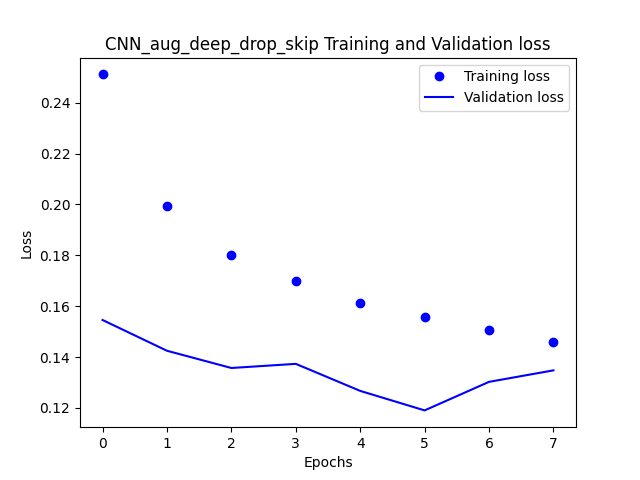 CNN_aug_deep_drop_skip Training and Validation loss
Training loss
Validation loss
Loss
0.24
0.22
0.20
0.18
0.16
0.14
0.12
0 1 2 3 4 5 6 7
Epochs